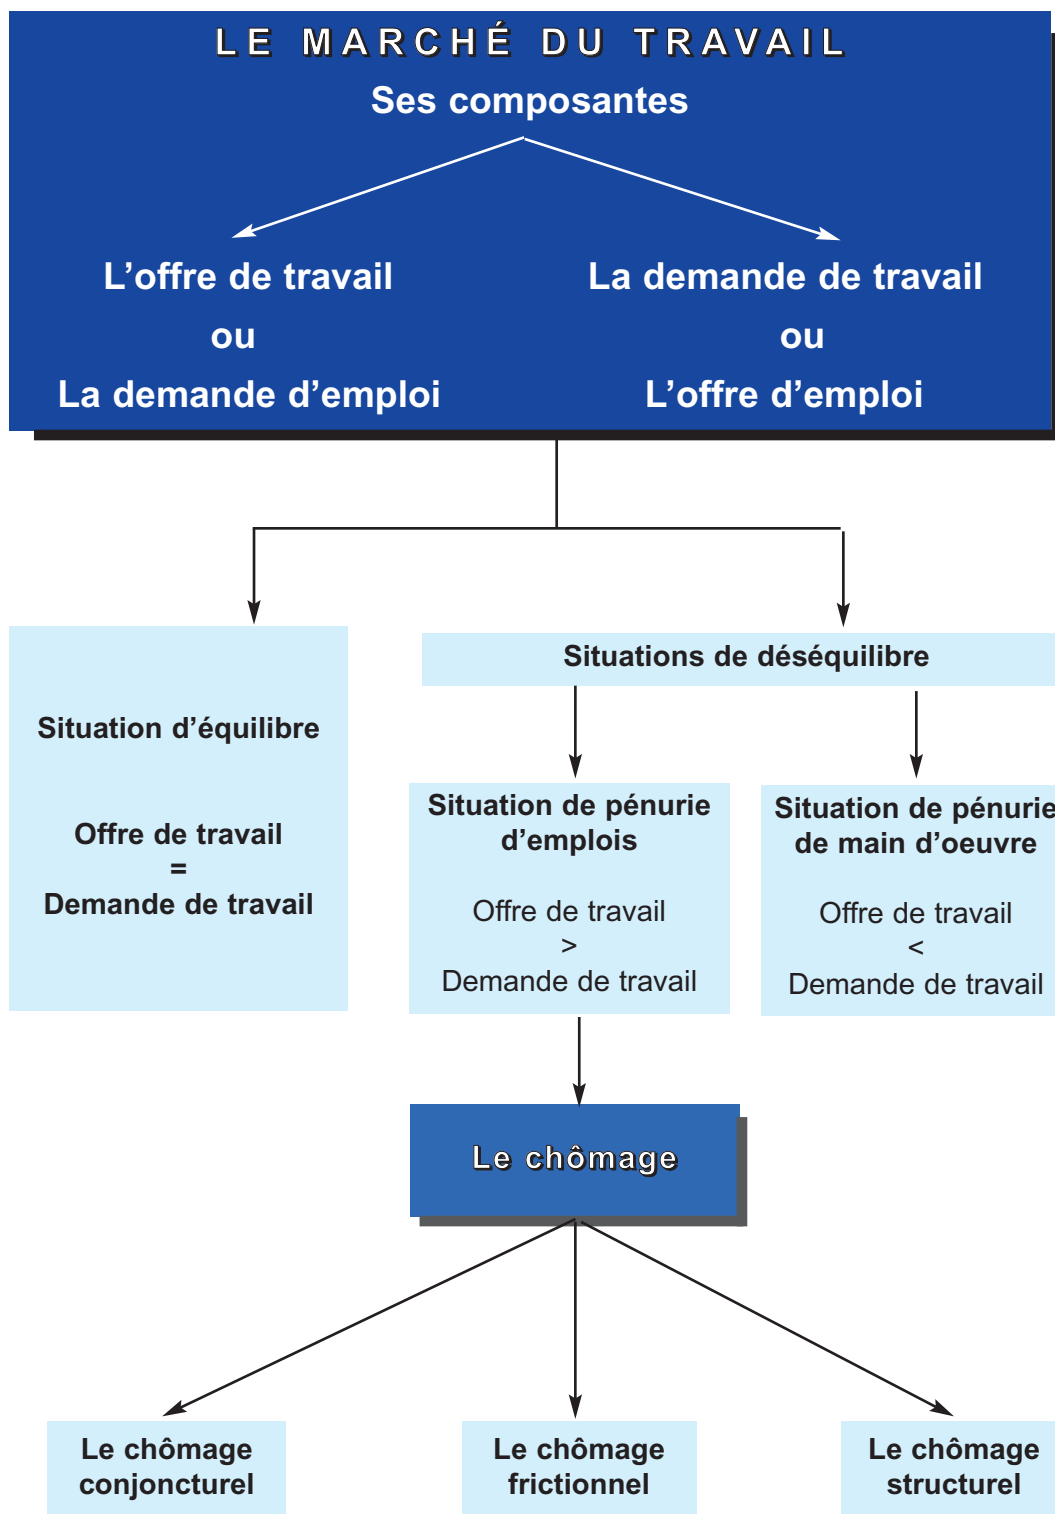 LE MARCHÉ DU TRAVAIL
Ses composantes
L’offre de travail
ou
La demande d’emploi
La demande de travail
ou
L’offre d’emploi
Situation d’équilibre
Offre de travail
=
Demande de travail
Situations de déséquilibre
Situation de pénurie
d’emplois
Offre de travail
>
Demande de travail
Situation de pénurie
de main d’oeuvre
Offre de travail
<
Demande de travail
Le chômage
Le chômage
conjoncturel
Le chômage
frictionnel
Le chômage
structurel